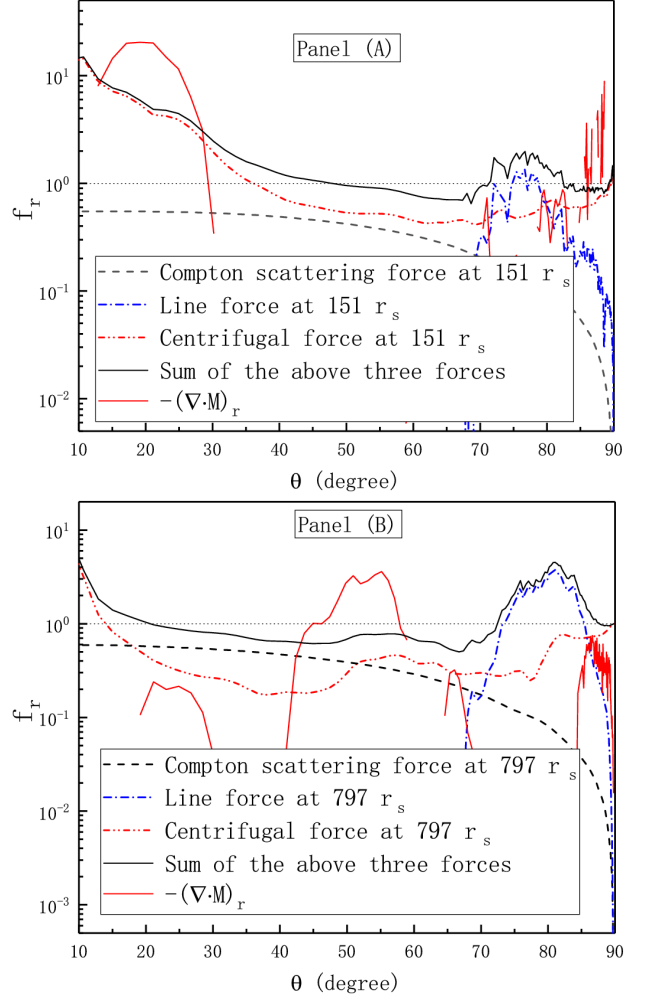 Panel (A)
10¹
10⁰
10⁻¹
10⁻²
f_r
Compton scattering force at 151 r_s
Line force at 151 r_s
Centrifugal force at 151 r_s
Sum of the above three forces
-(∇·M)_r
10 20 30 40 50 60 70 80 90
θ (degree)
Panel (B)
10¹
10⁰
10⁻¹
10⁻²
10⁻³
f_r
Compton scattering force at 797 r_s
Line force at 797 r_s
Centrifugal force at 797 r_s
Sum of the above three forces
-(∇·M)_r
10 20 30 40 50 60 70 80 90
θ (degree)